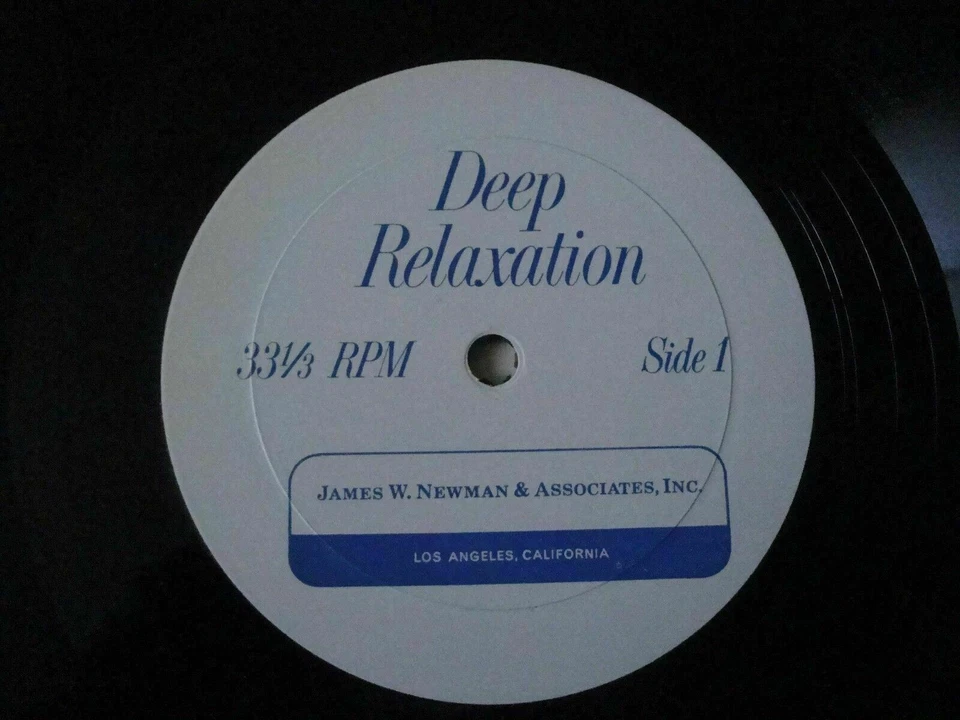 Deep
Relaxation
33⅓ RPM
Side 1
JAMES W. NEWMAN & ASSOCIATES, INC.
LOS ANGELES, CALIFORNIA